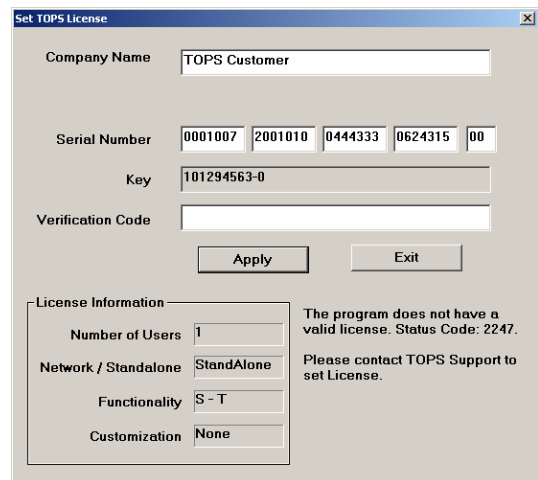 Set TOPS License
Company Name TOPS Customer
Serial Number 0001007 2001010 0444333 0624315 00
Key 101294563-0
Verification Code
Apply Exit
License Information
Number of Users 1
Network / Standalone StandAlone
Functionality S - T
Customization None
The program does not have a
valid license. Status Code: 2247.
Please contact TOPS Support to
set License.